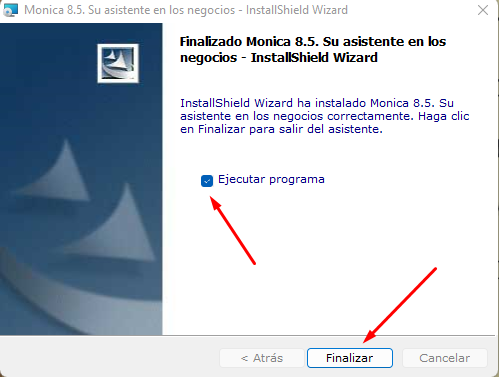 Monica 8.5. Su asistente en los negocios - InstallShield Wizard
Finalizado Monica 8.5. Su asistente en los
negocios - InstallShield Wizard
InstallShield Wizard ha instalado Monica 8.5. Su
asistente en los negocios correctamente. Haga clic
en Finalizar para salir del asistente.
Ejecutar programa
< Atrás
Finalizar
Cancelar